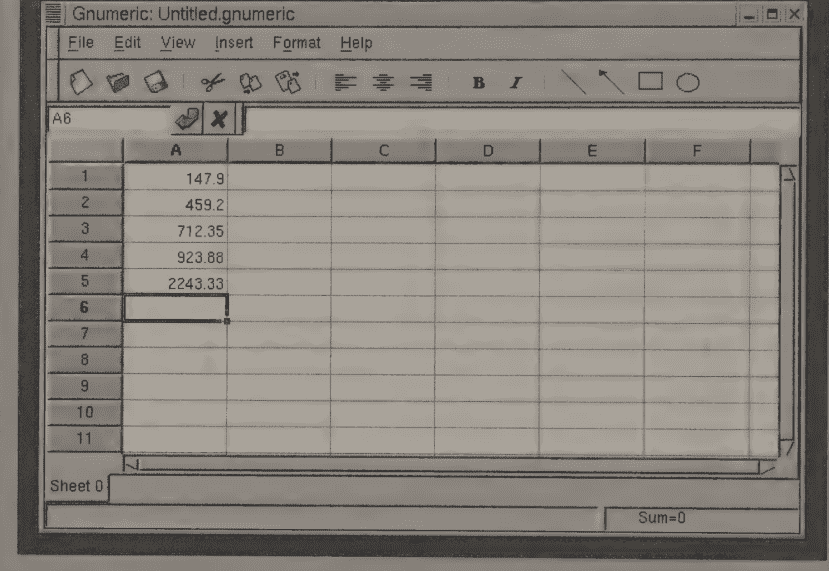 Gnumeric: Untitled.gnumeric
File Edit View Insert Format Help
B I
A6
A B C D E F
1 147.9
2 459.2
3 712.35
4 923.88
5 2243.33
6
7
8
9
10
11
Sheet 0
Sum=0